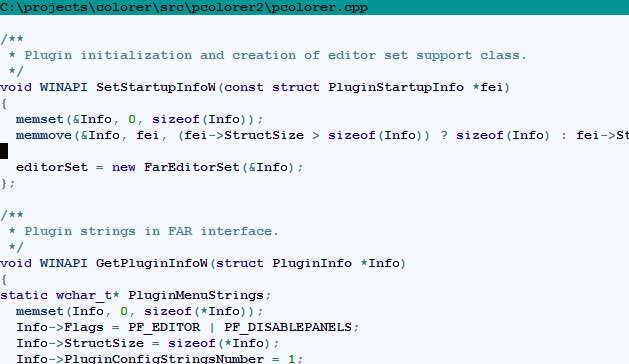 C:\projects\colorer\src\pcolorer2\pcolorer.cpp
/**
 * Plugin initialization and creation of editor set support class.
 */
void WINAPI SetStartupInfoW(const struct PluginStartupInfo *fei)
{
  memset(&Info, 0, sizeof(Info));
  memmove(&Info, fei, (fei->StructSize > sizeof(Info)) ? sizeof(Info) : fei->St
  editorSet = new FarEditorSet(&Info);
};
/**
 * Plugin strings in FAR interface.
 */
void WINAPI GetPluginInfoW(struct PluginInfo *Info)
{
static wchar_t* PluginMenuStrings;
  memset(Info, 0, sizeof(*Info));
  Info->Flags = PF_EDITOR | PF_DISABLEPANELS;
  Info->StructSize = sizeof(*Info);
  Info->PluginConfigStringsNumber = 1;